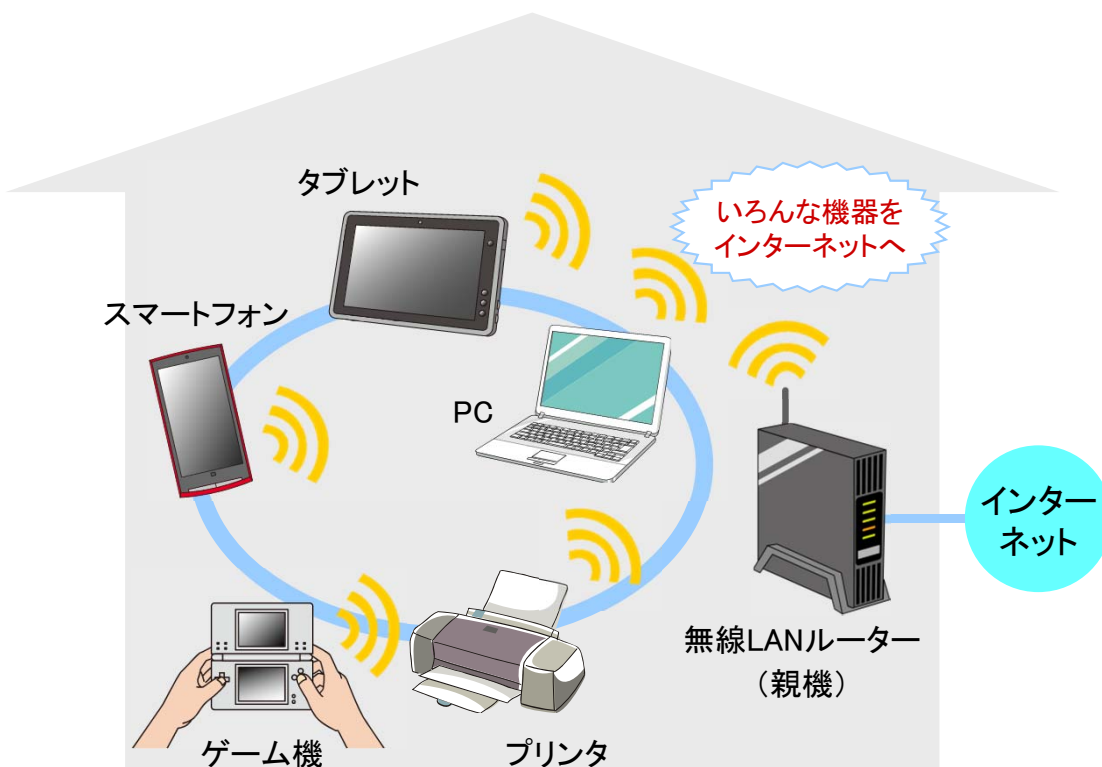 タブレット
いろんな機器を
インターネットへ
スマートフォン
PC
インター
ネット
無線LANルーター
（親機）
ゲーム機
プリンタ